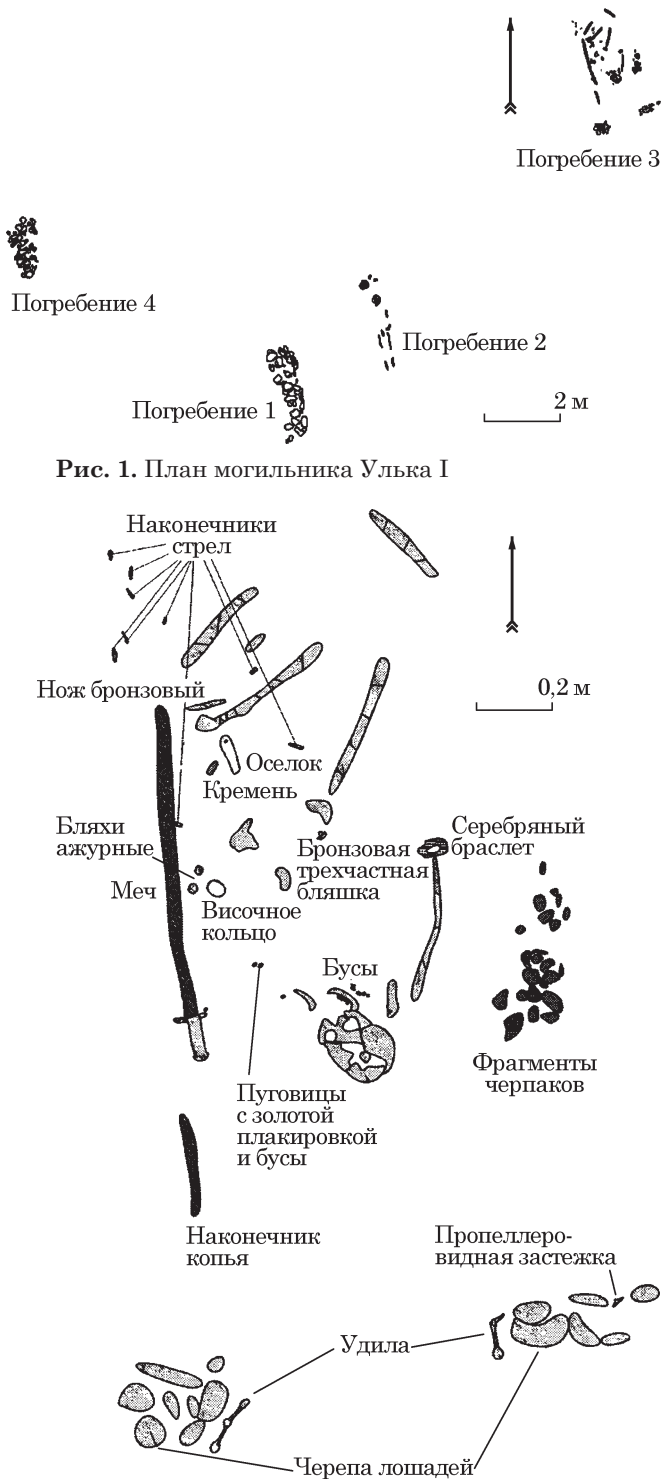 Погребение 3
Погребение 4
Погребение 2
Погребение 1
2 м
Рис. 1. План могильника Улька I
Наконечники
стрел
Нож бронзовый
0,2 м
Оселок
Кремень
Бляхи
ажурные
Бронзовая
трехчастная
бляшка
Серебряный
браслет
Меч
Височное
кольцо
Бусы
Фрагменты
черпаков
Пуговицы
с золотой
плакировкой
и бусы
Наконечник
копья
Пропеллеро-
видная застежка
Удила
Черепа лошадей